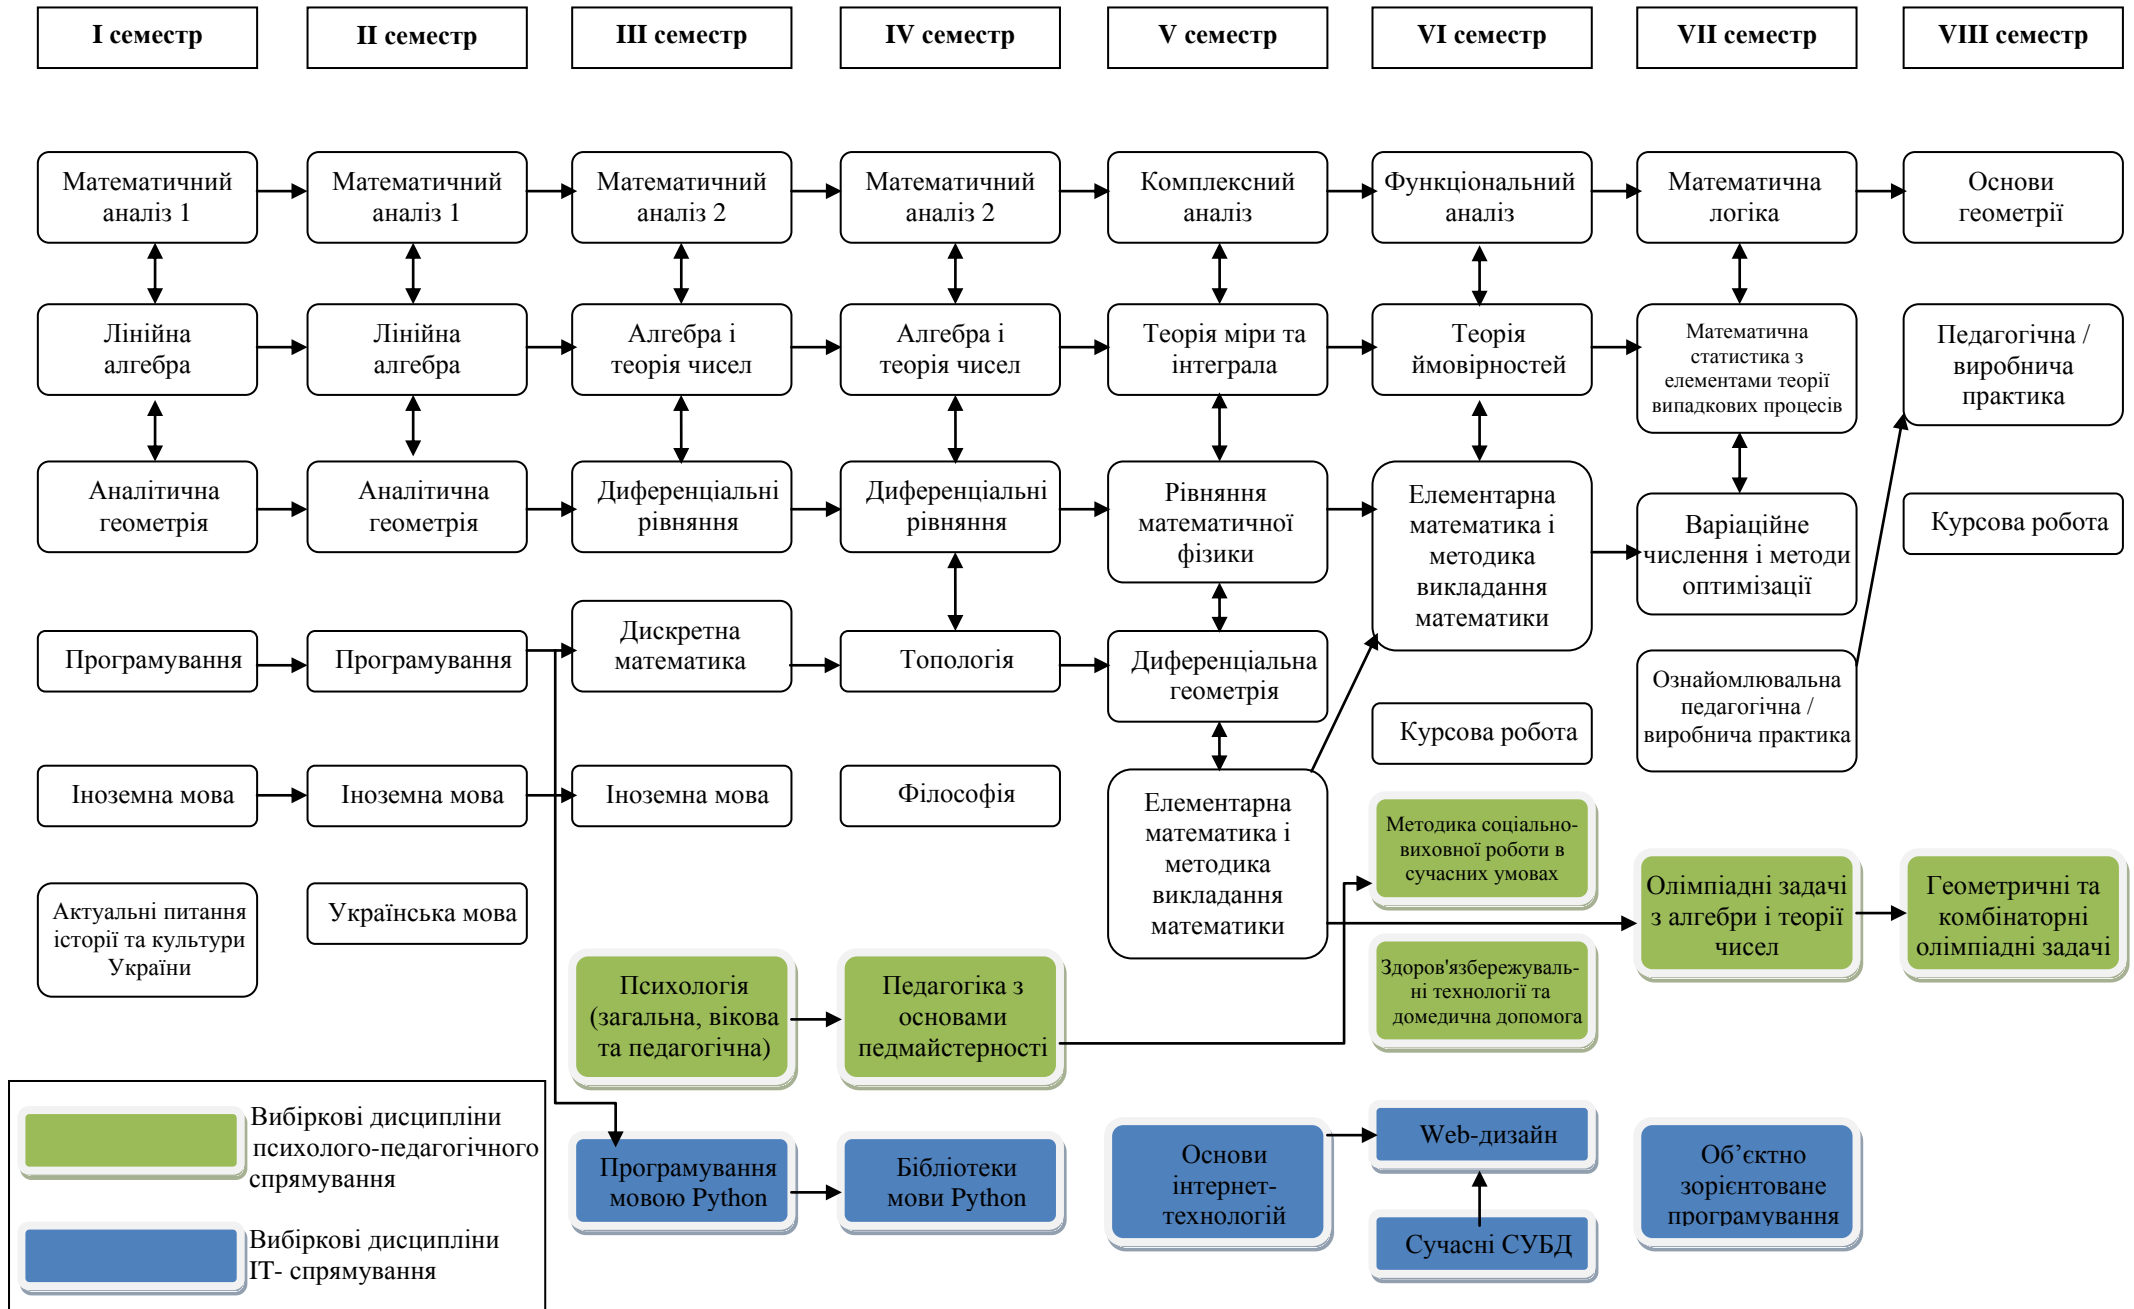 I семестр
II семестр
III семестр
IV семестр
V семестр
VI семестр
VII семестр
VIII семестр
Математичний
аналіз 1
Математичний
аналіз 1
Математичний
аналіз 2
Математичний
аналіз 2
Комплексний
аналіз
Функціональний
аналіз
Математична
логіка
Основи
геометрії
Лінійна
алгебра
Лінійна
алгебра
Алгебра і
теорія чисел
Алгебра і
теорія чисел
Теорія міри та
інтеграла
Теорія
ймовірностей
Математична
статистика з
елементами теорії
випадкових процесів
Педагогічна /
виробнича
практика
Аналітична
геометрія
Аналітична
геометрія
Диференціальні
рівняння
Диференціальні
рівняння
Рівняння
математичної
фізики
Елементарна
математика і
методика
викладання
математики
Варіаційне
числення і методи
оптимізації
Курсова робота
Програмування
Програмування
Дискретна
математика
Топологія
Диференціальна
геометрія
Курсова робота
Ознайомлювальна
педагогічна /
виробнича практика
Іноземна мова
Іноземна мова
Іноземна мова
Філософія
Елементарна
математика і
методика
викладання
математики
Методика соціально-
виховної роботи в
сучасних умовах
Олімпіадні задачі
з алгебри і теорії
чисел
Геометричні та
комбінаторні
олімпіадні задачі
Актуальні питання
історії та культури
України
Українська мова
Психологія
(загальна, вікова
та педагогічна)
Педагогіка з
основами
педмайстерності
Здоров'язбережуваль-
ні технології та
домедична допомога
Вибіркові дисципліни
психолого-педагогічного
спрямування
Вибіркові дисципліни
ІТ- спрямування
Програмування
мовою Python
Бібліотеки
мови Python
Основи
інтернет-
технологій
Web-дизайн
Сучасні СУБД
Об’єктно
зорієнтоване
програмування